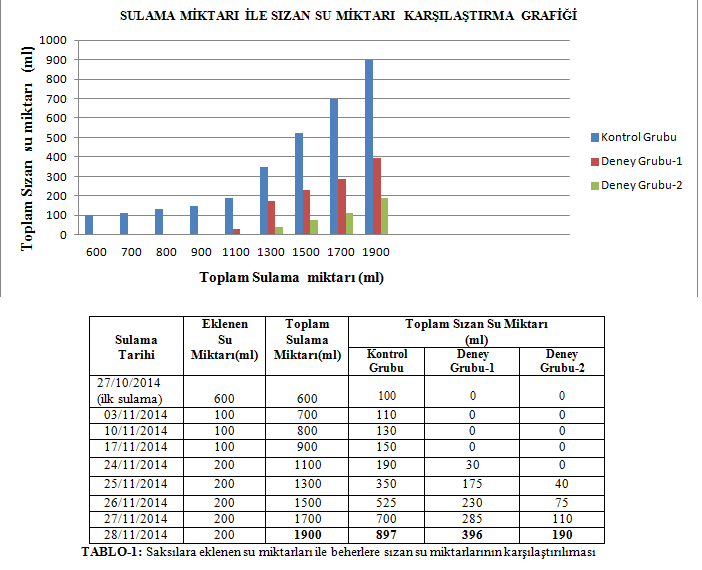 SULAMA MİKTARI İLE SIZAN SU MİKTARI KARŞILAŞTIRMA GRAFİĞİ
Toplam Sızan su miktarı (ml)
1000
900
800
700
600
500
400
300
200
100
0
600 700 800 900 1100 1300 1500 1700 1900
Toplam Sulama miktarı (ml)
Kontrol Grubu
Deney Grubu-1
Deney Grubu-2
Sulama Tarihi Eklenen Su Miktarı(ml) Toplam Sulama Miktarı(ml) Toplam Sızan Su Miktarı (ml)
Kontrol Grubu Deney Grubu-1 Deney Grubu-2
27/10/2014 (ilk sulama) 600 600 100 0 0
03/11/2014 100 700 110 0 0
10/11/2014 100 800 130 0 0
17/11/2014 100 900 150 0 0
24/11/2014 200 1100 190 30 0
25/11/2014 200 1300 350 175 40
26/11/2014 200 1500 525 230 75
27/11/2014 200 1700 700 285 110
28/11/2014 200 1900 897 396 190
TABLO-1: Saksılara eklenen su miktarları ile beherlere sızan su miktarlarının karşılaştırılıması